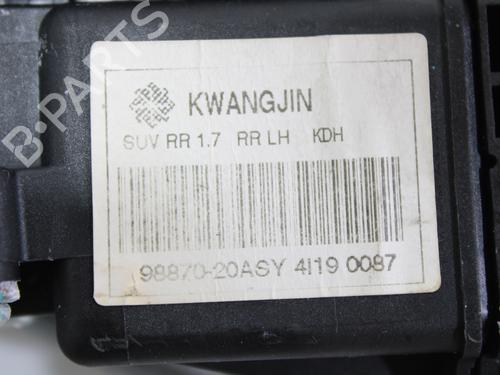 B-PARTS
KWANGJIN
SUV RR 1.7 RR LH KDH
98870-20ASY 4I19 0087